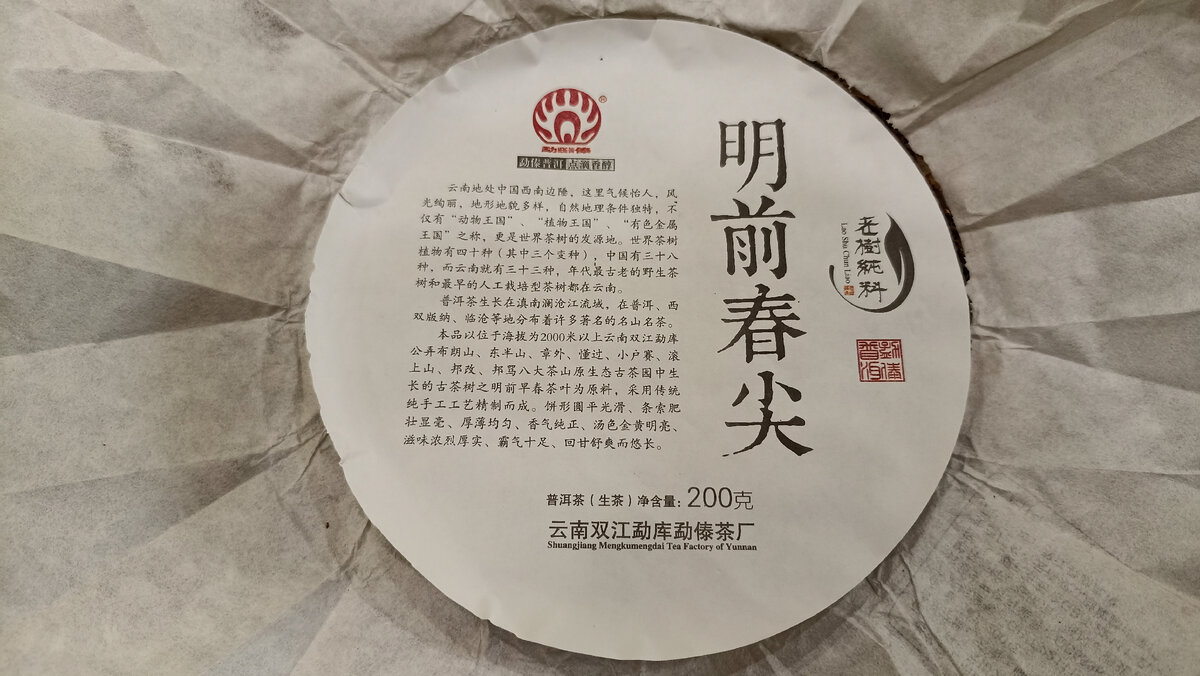 ®
勐傣
勐傣普洱 点滴香醇
云南地处中国西南边陲，这里气候怡人，风
光绚丽，地形地貌多样，自然地理条件独特，不
仅有“动物王国”、“植物王国”、“有色金属
王国”之称，更是世界茶树的发源地。世界茶树
植物有四十种（其中三个变种），中国有三十八
种，而云南就有三十三种，年代最古老的野生茶
树和最早的人工栽培型茶树都在云南。
普洱茶生长在滇南澜沧江流域，在普洱、西
双版纳、临沧等地分布着许多著名的名山名茶。
本品以位于海拔为2000米以上云南双江勐库
公弄布朗山、东半山、章外、懂过、小户赛、滚
上山、邦改、邦骂八大茶山原生态古茶园中生
长的古茶树之明前早春茶叶为原料，采用传统
纯手工工艺精制而成。饼形圆平光滑、条索肥
壮显毫、厚薄均匀、香气纯正、汤色金黄明亮、
滋味浓烈厚实、霸气十足、回甘舒爽而悠长。
明前春尖
老樹純料
Lao Shu Chun Liao
勐傣
普洱
普洱茶（生茶）净含量：200克
云南双江勐库勐傣茶厂
Shuangjiang Mengkumengdai Tea Factory of Yunnan